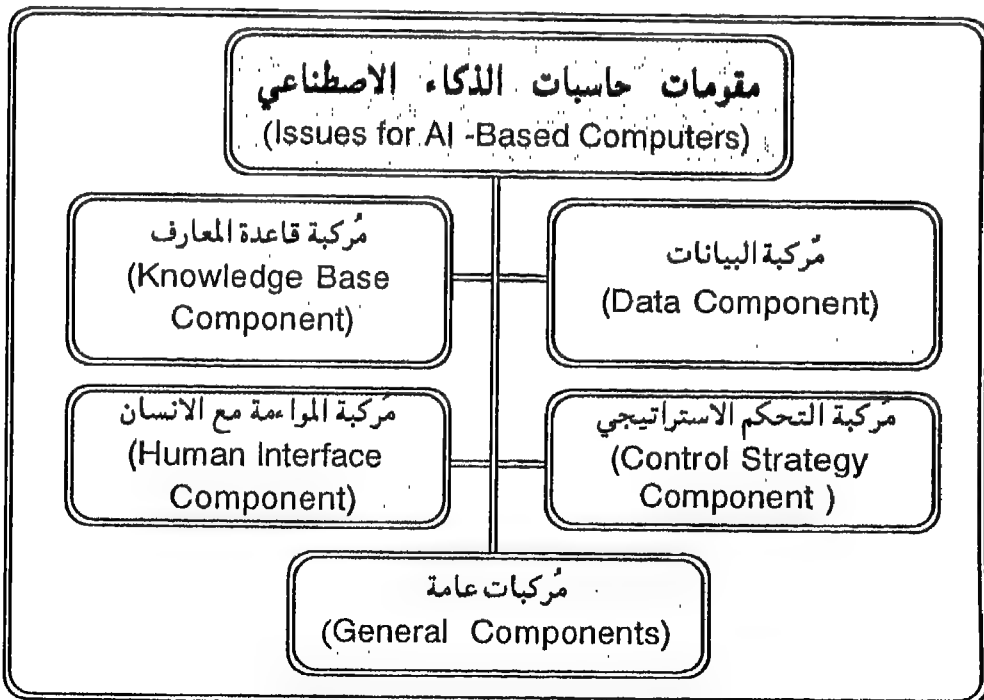 مقومات حاسبات الذكاء الاصطناعي
(Issues for AI -Based Computers)
مُركبة قاعدة المعارف
(Knowledge Base
Component)
مُركبة البيانات
(Data Component)
مُركبة المواءمة مع الانسان
(Human Interface
Component)
مُركبة التحكم الاستراتيجي
(Control Strategy
Component )
مُركبات عامة
(General Components)